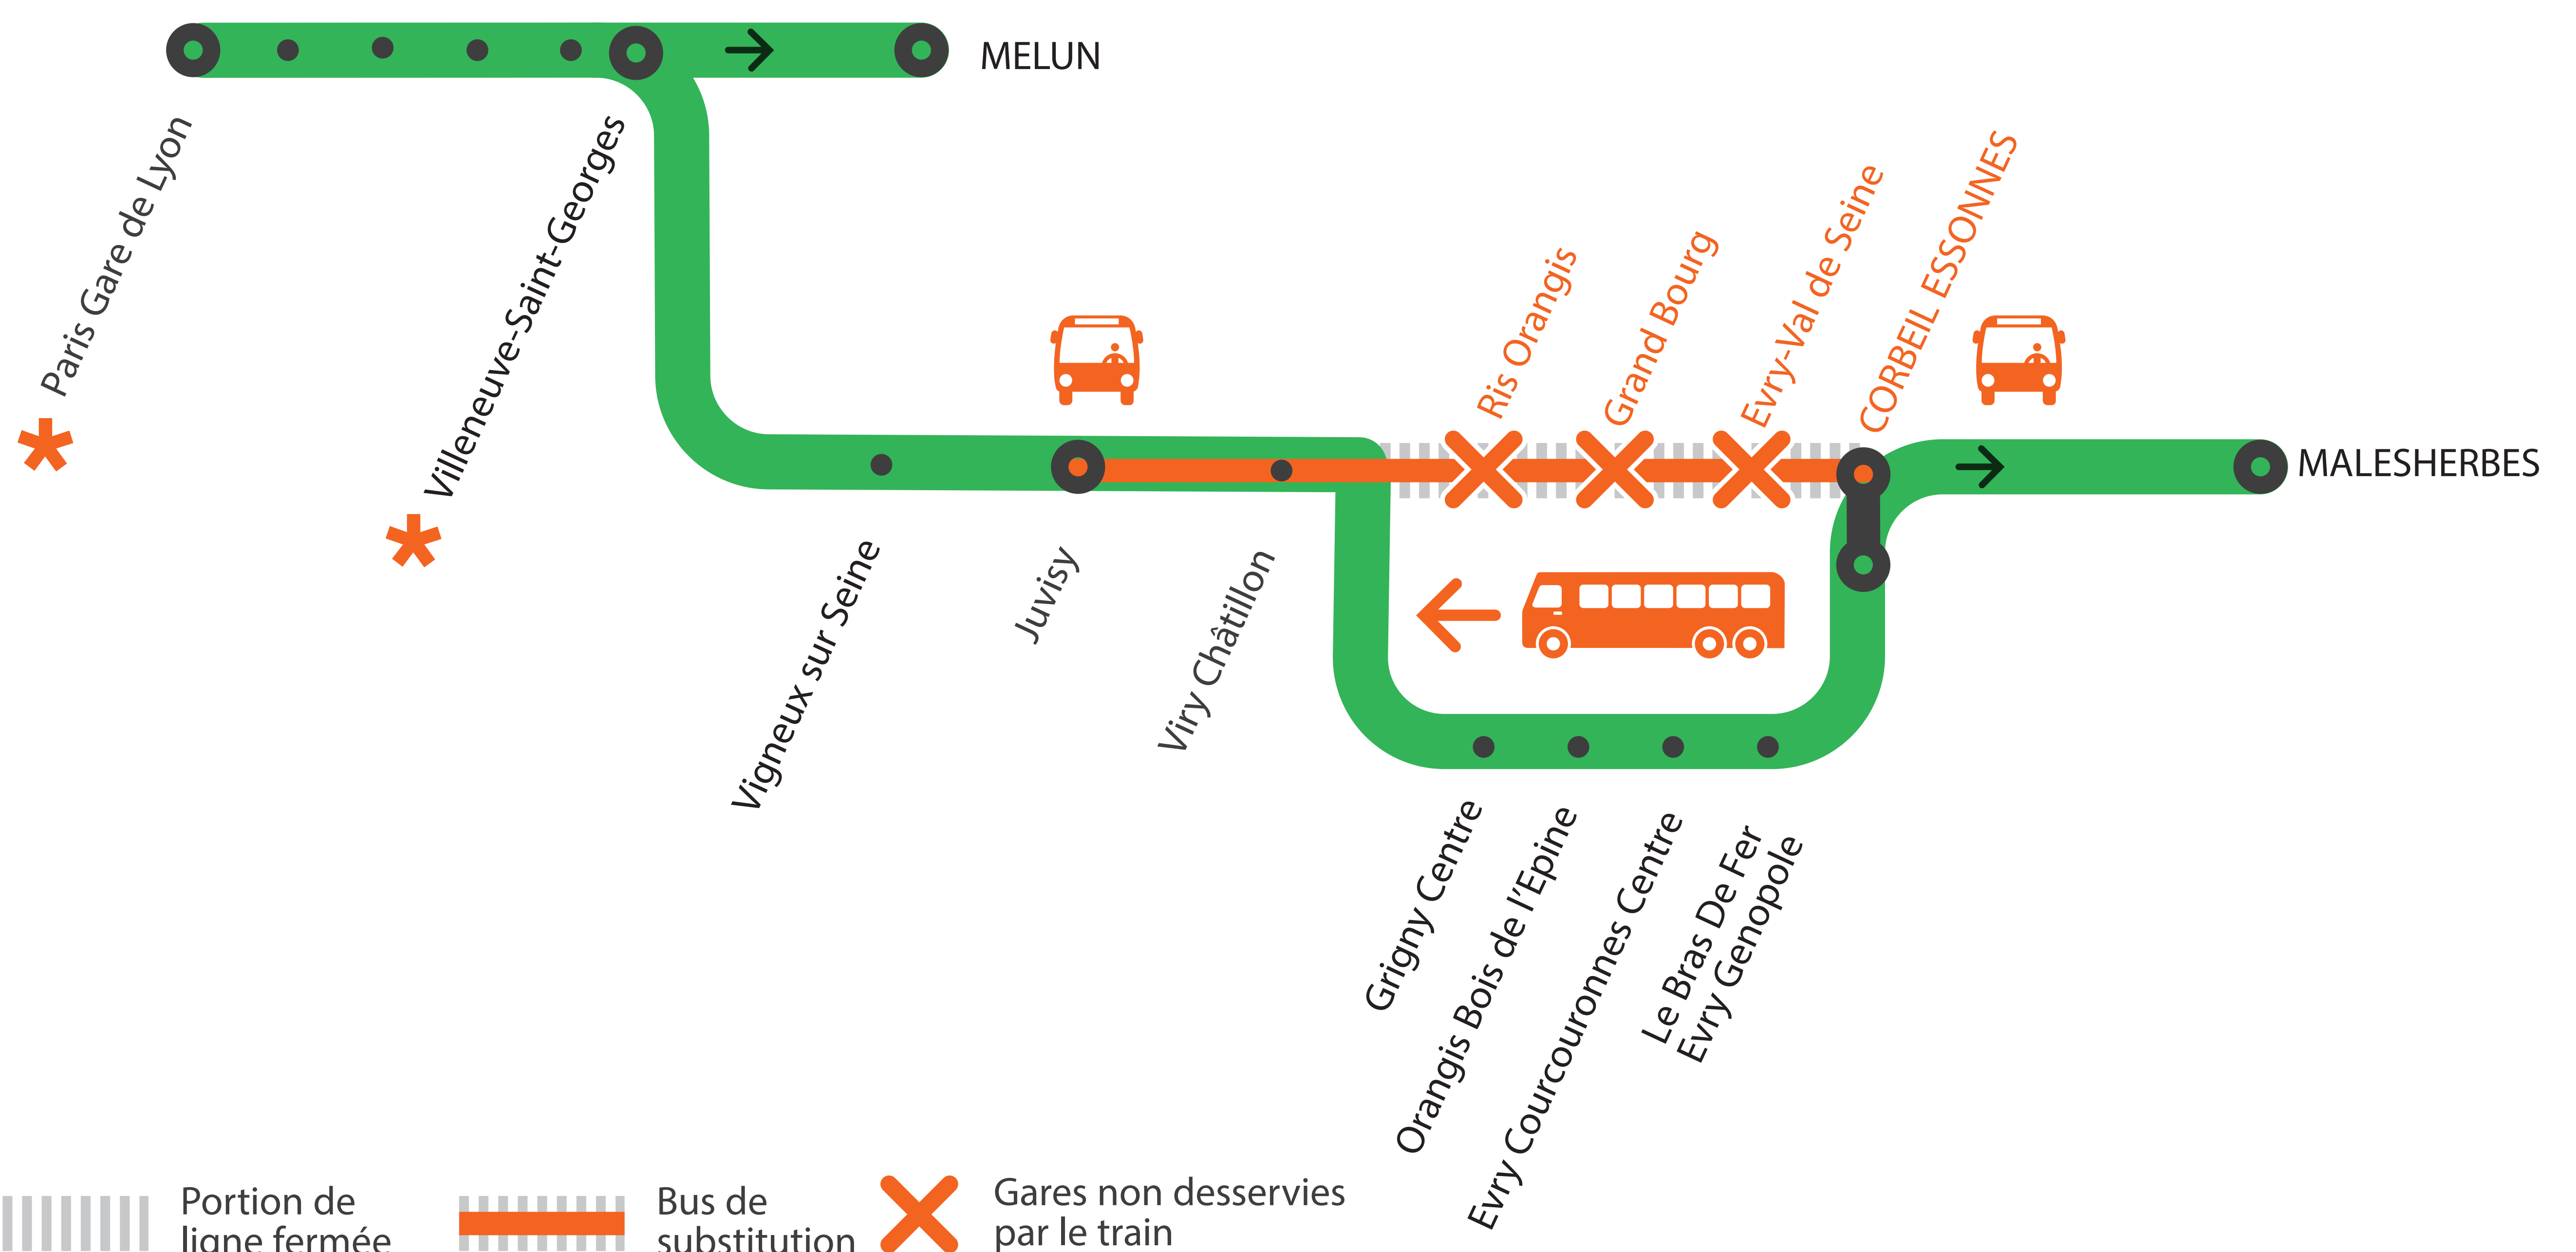 MELUN
Paris Gare de Lyon
*
Villeneuve-Saint-Georges
*
Vigneux sur Seine
Juvisy
Viry Châtillon
Ris Orangis
Grand Bourg
Evry-Val de Seine
CORBEIL ESSONNES
MALESHERBES
Grigny Centre
Orangis Bois de l'Epine
Evry Courcouronnes Centre
Le Bras De Fer
Evry Genopole
Portion de
ligne fermée
Bus de
substitution
Gares non desservies
par le train